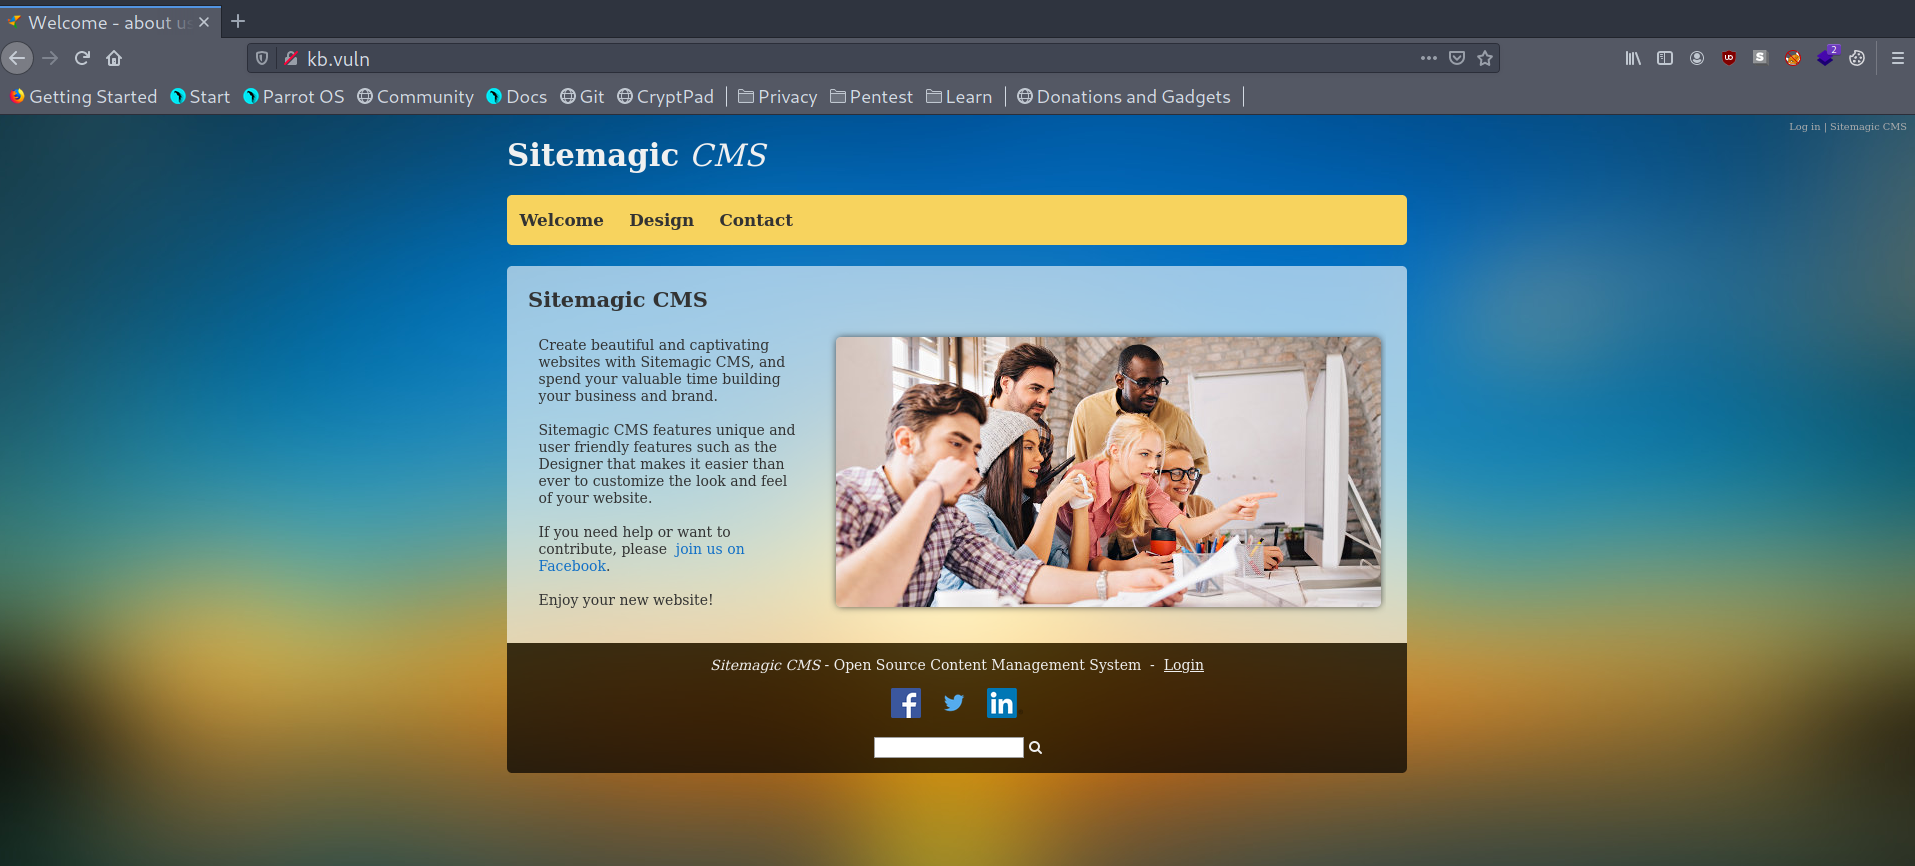 Welcome - about us
kb.vuln
2
Getting Started Start Parrot OS Community Docs Git CryptPad Privacy Pentest Learn Donations and Gadgets
Log in | Sitemagic CMS
Sitemagic CMS
Welcome Design Contact
Sitemagic CMS
Create beautiful and captivating
websites with Sitemagic CMS, and
spend your valuable time building
your business and brand.
Sitemagic CMS features unique and
user friendly features such as the
Designer that makes it easier than
ever to customize the look and feel
of your website.
If you need help or want to
contribute, please join us on
Facebook.
Enjoy your new website!
Sitemagic CMS - Open Source Content Management System - Login